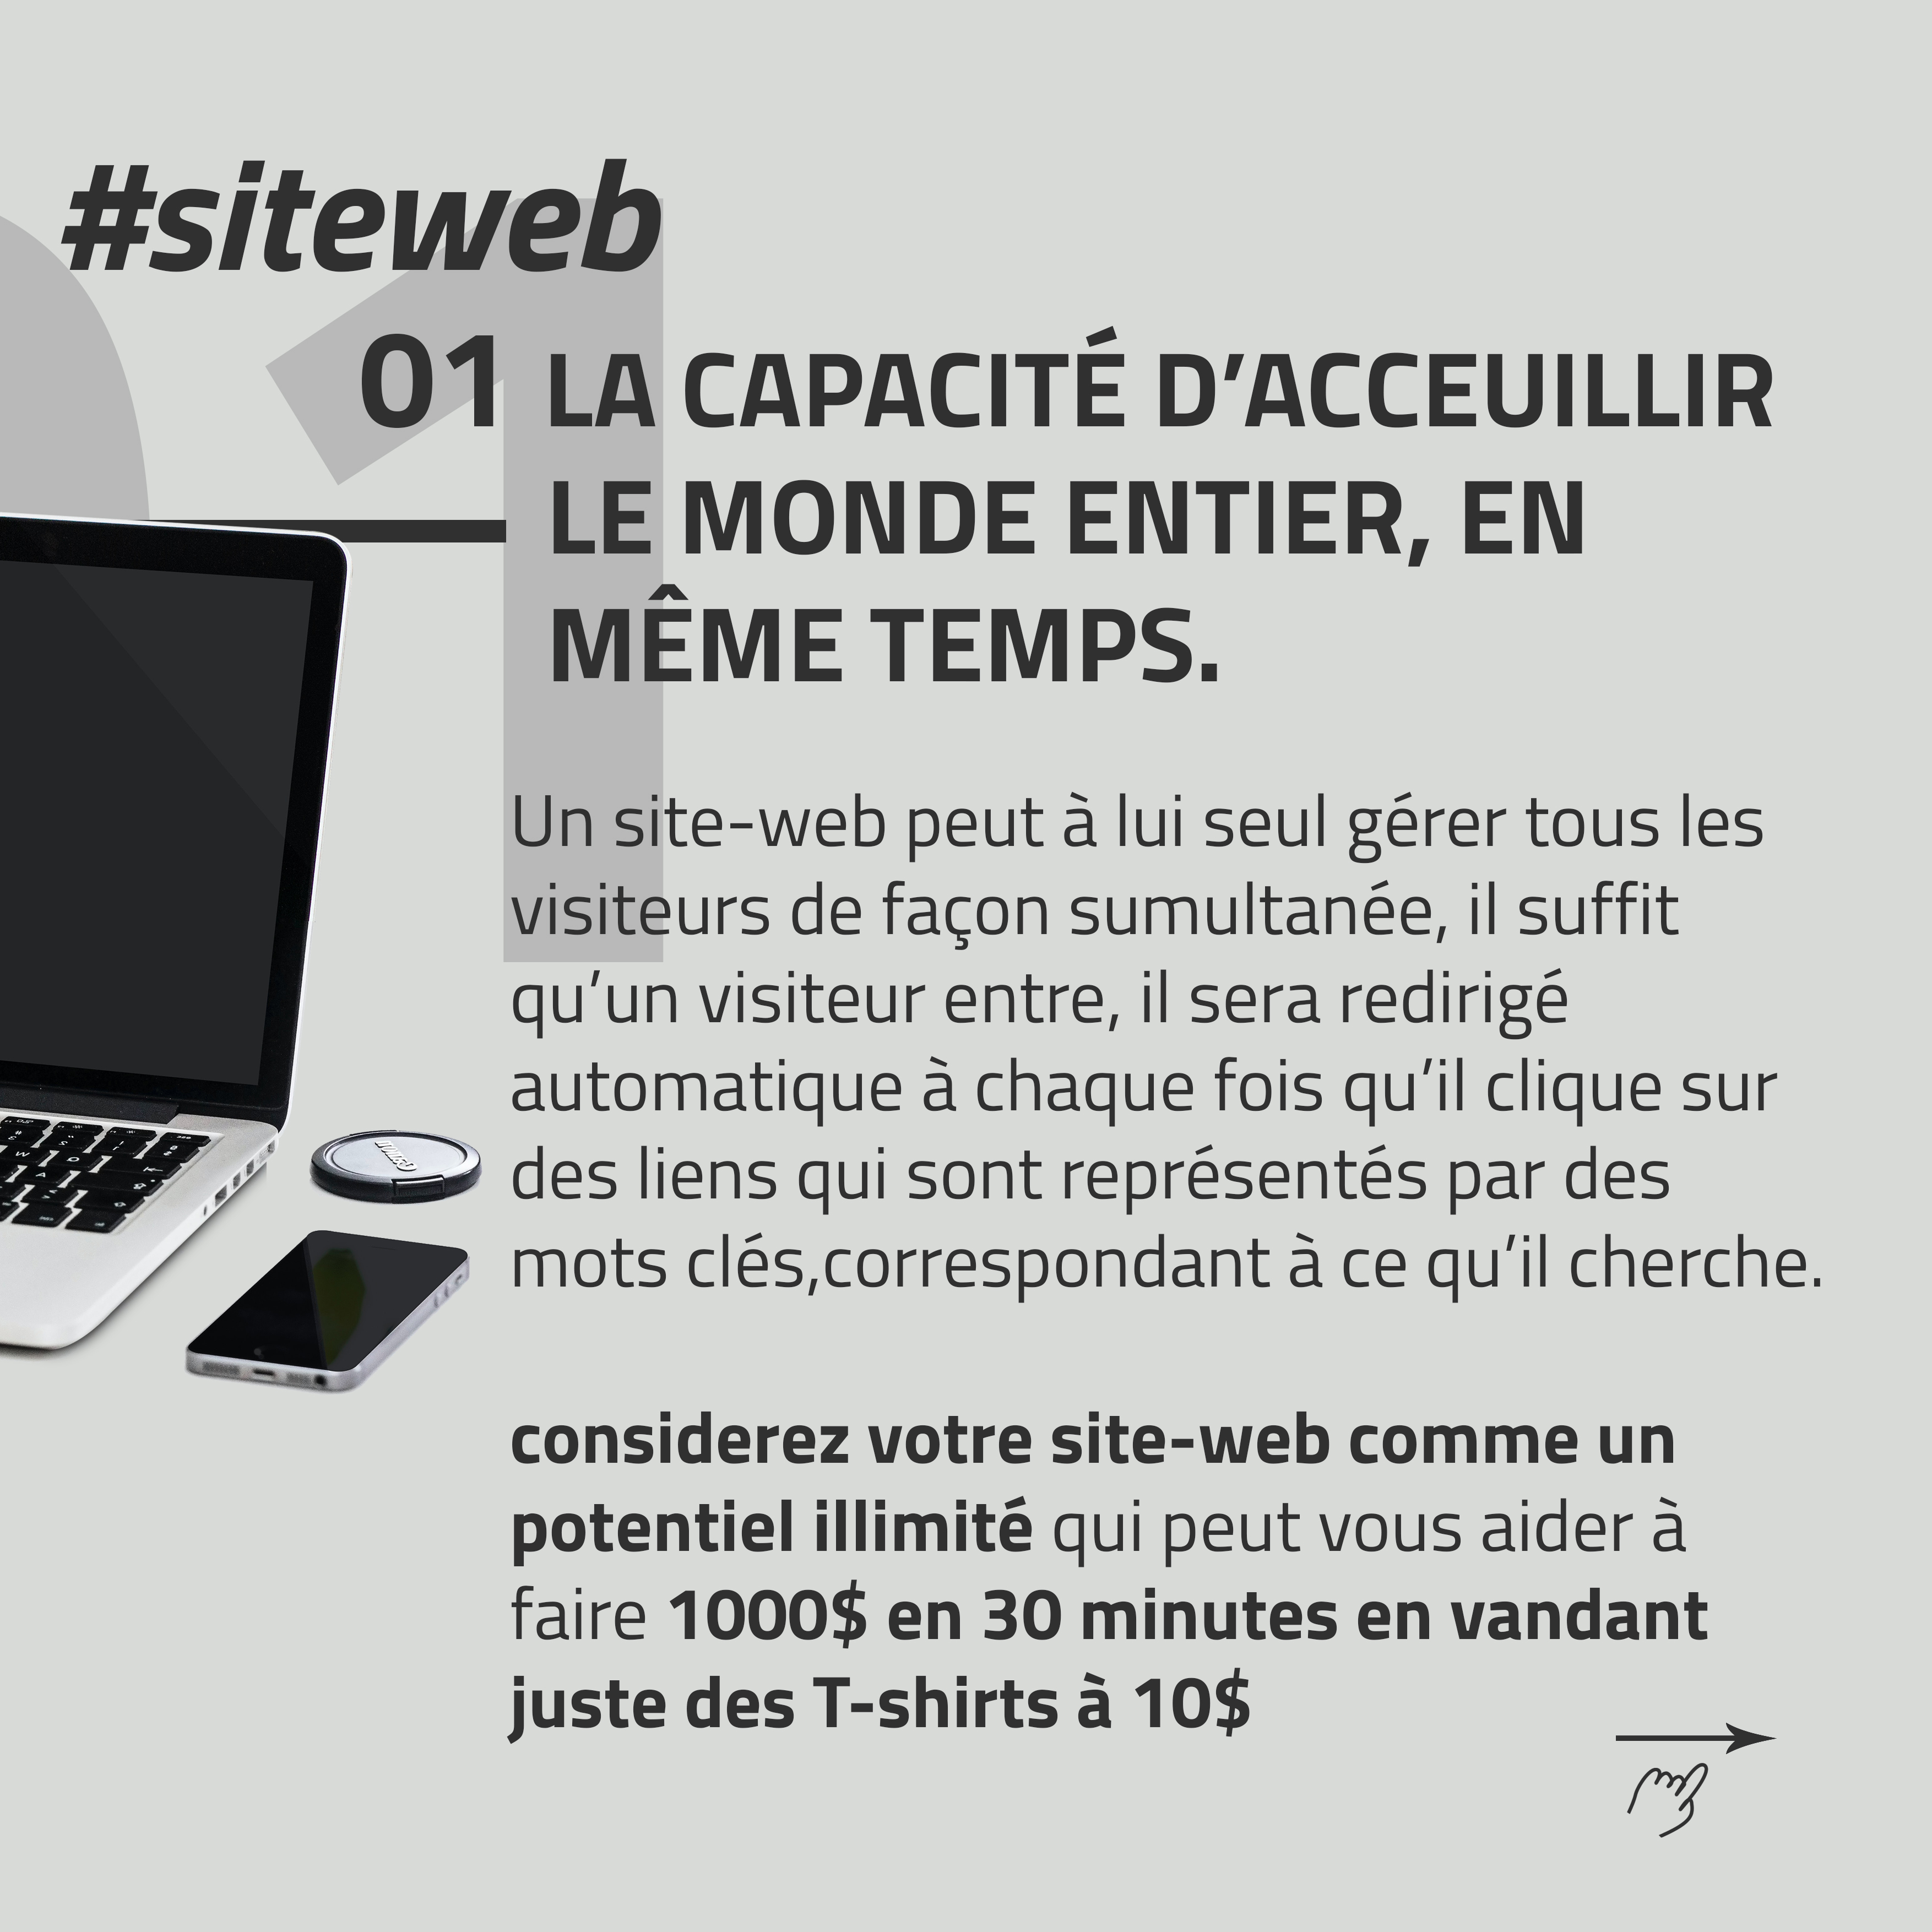 #siteweb
01 LA CAPACITÉ D'ACCEUILLIR
LE MONDE ENTIER, EN
MÊME TEMPS.
Un site-web peut à lui seul gérer tous les
visiteurs de façon sumultanée, il suffit
qu'un visiteur entre, il sera redirigé
automatique à chaque fois qu'il clique sur
des liens qui sont représentés par des
mots clés,correspondant à ce qu'il cherche.
considerez votre site-web comme un
potentiel illimité qui peut vous aider à
faire 1000$ en 30 minutes en vandant
juste des T-shirts à 10$